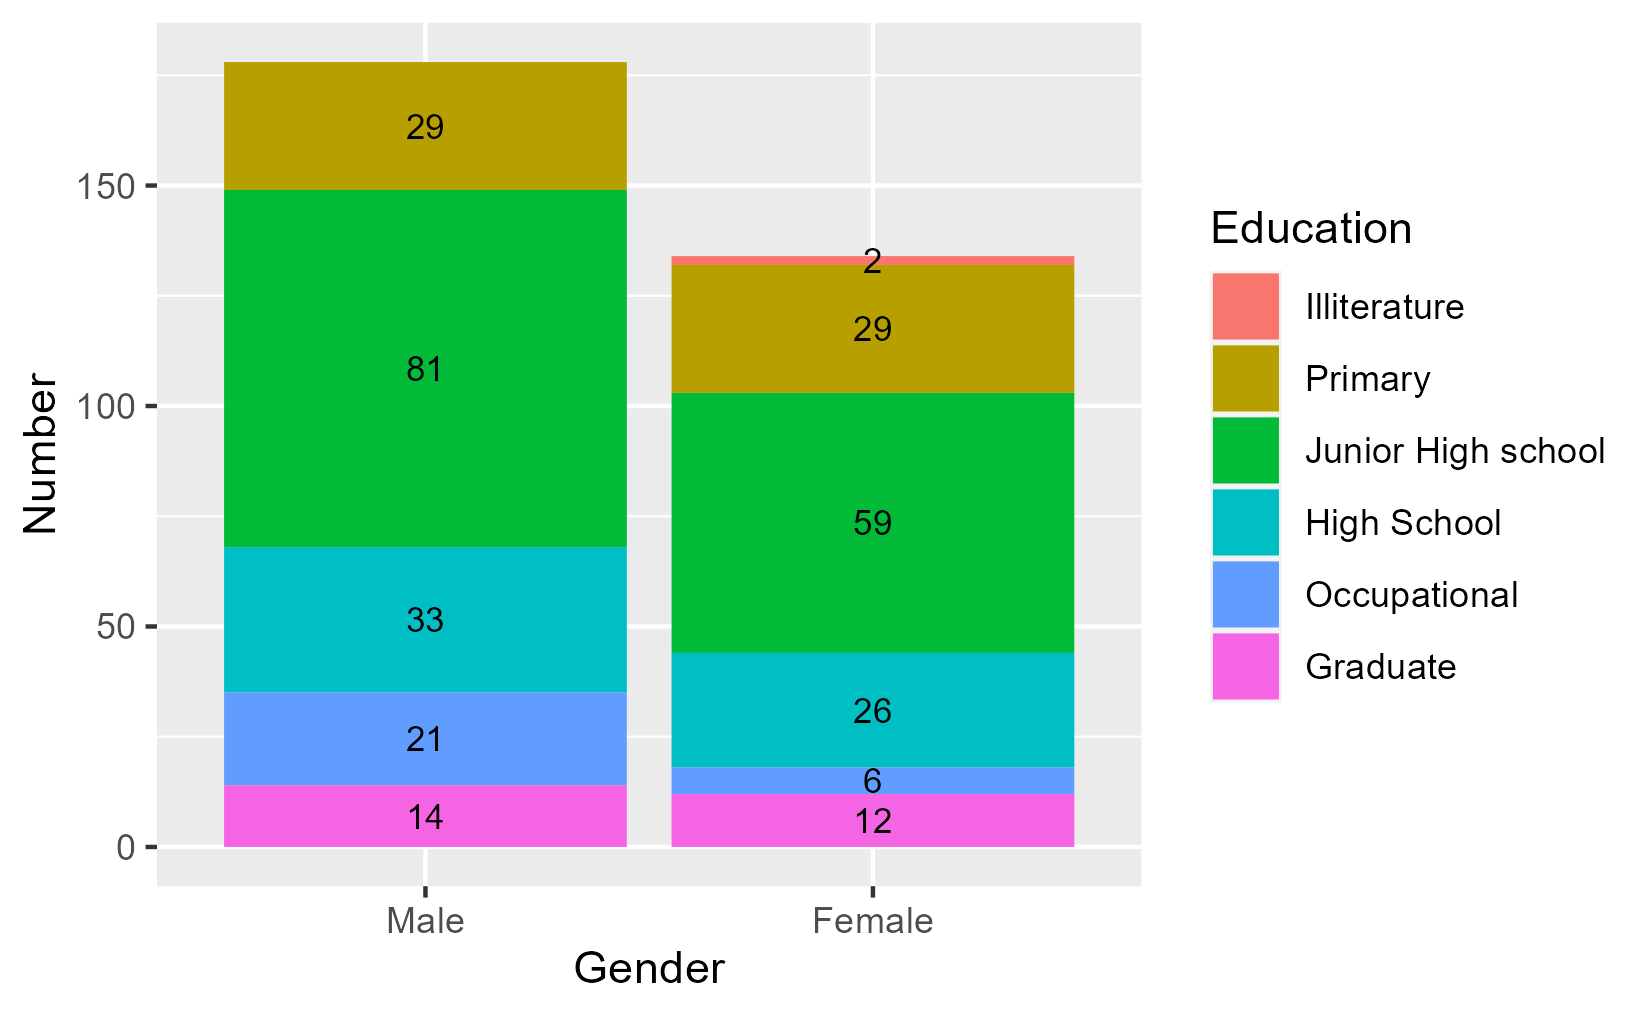 Number
150
100
50
0
29
81
33
21
14
2
29
59
26
6
12
Male
Female
Gender
Education
Illiterature
Primary
Junior High school
High School
Occupational
Graduate